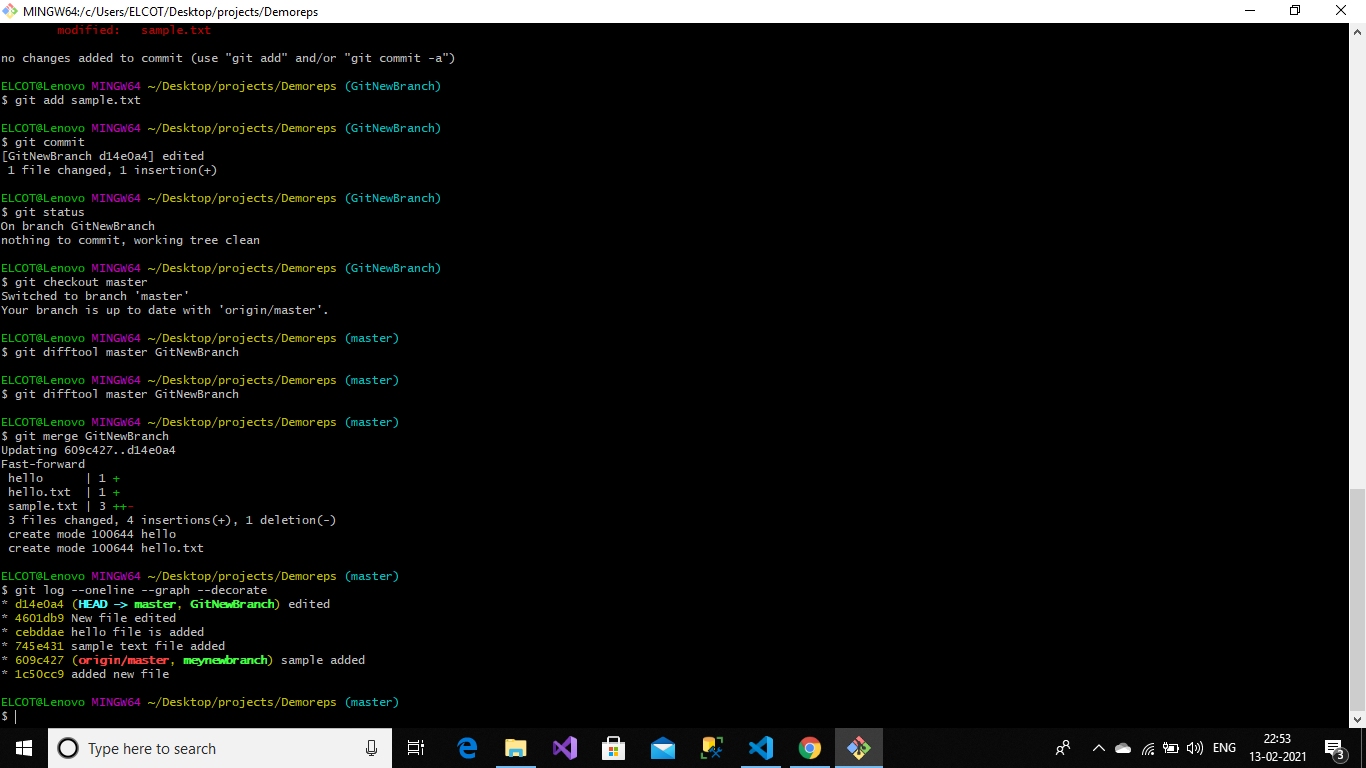 MINGW64:/c/Users/ELCOT/Desktop/projects/Demoreps
modified:   sample.txt
no changes added to commit (use "git add" and/or "git commit -a")
ELCOT@Lenovo MINGW64 ~/Desktop/projects/Demoreps (GitNewBranch)
$ git add sample.txt
ELCOT@Lenovo MINGW64 ~/Desktop/projects/Demoreps (GitNewBranch)
$ git commit
[GitNewBranch d14e0a4] edited
 1 file changed, 1 insertion(+)
ELCOT@Lenovo MINGW64 ~/Desktop/projects/Demoreps (GitNewBranch)
$ git status
On branch GitNewBranch
nothing to commit, working tree clean
ELCOT@Lenovo MINGW64 ~/Desktop/projects/Demoreps (GitNewBranch)
$ git checkout master
Switched to branch 'master'
Your branch is up to date with 'origin/master'.
ELCOT@Lenovo MINGW64 ~/Desktop/projects/Demoreps (master)
$ git difftool master GitNewBranch
ELCOT@Lenovo MINGW64 ~/Desktop/projects/Demoreps (master)
$ git difftool master GitNewBranch
ELCOT@Lenovo MINGW64 ~/Desktop/projects/Demoreps (master)
$ git merge GitNewBranch
Updating 609c427..d14e0a4
Fast-forward
 hello      | 1 +
 hello.txt  | 1 +
 sample.txt | 3 ++-
 3 files changed, 4 insertions(+), 1 deletion(-)
 create mode 100644 hello
 create mode 100644 hello.txt
ELCOT@Lenovo MINGW64 ~/Desktop/projects/Demoreps (master)
$ git log --oneline --graph --decorate
* d14e0a4 (HEAD -> master, GitNewBranch) edited
* 4601db9 New file edited
* cebddae hello file is added
* 745e431 sample text file added
* 609c427 (origin/master, meynewbranch) sample added
* 1c50cc9 added new file
ELCOT@Lenovo MINGW64 ~/Desktop/projects/Demoreps (master)
$
Type here to search
ENG
22:53
13-02-2021
3